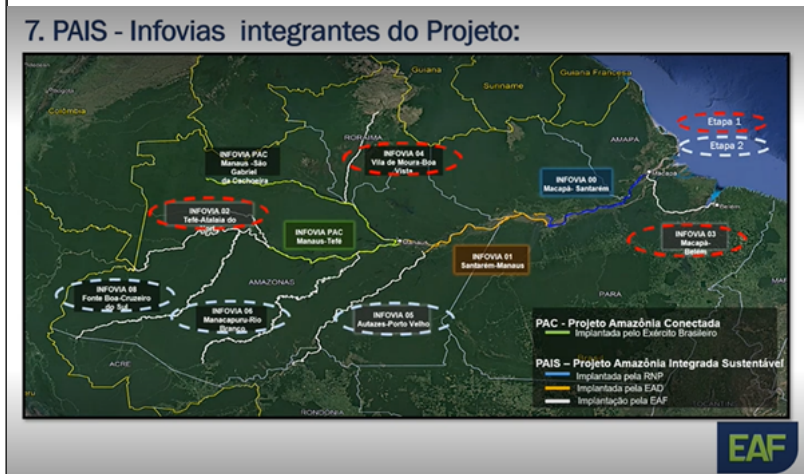 7. PAIS - Infovias integrantes do Projeto:
Guiana
Suriname
Guiana Francesa
Colômbia
RORAIMA
AMAPA
Etapa 1
Etapa 2
INFOVIA PAC
Manaus -São
Gabriel
da Cachoeira
INFOVIA 04
Vila de Moura-Boa
Vista
INFOVIA 00
Macapá- Santarém
Macapá
Belém
INFOVIA 02
Tefé-Atalaia do
INFOVIA PAC
Manaus-Tefé
Manaus
INFOVIA 01
Santarém-Manaus
INFOVIA 03
Macapá-
Belém
INFOVIA 08
Fonte Boa-Cruzeiro
do Sul
AMAZONAS
INFOVIA 06
Manacapuru-Rio
Branco
INFOVIA 05
Autazes-Porto Velho
PARÁ
ACRE
RONDÔNIA
TOCANTINS
PAC - Projeto Amazônia Conectada
Implantada pelo Exército Brasileiro
PAIS – Projeto Amazônia Integrada Sustentável
Implantada pela RNP
Implantada pela EAD
Implantação pela EAF
EAF